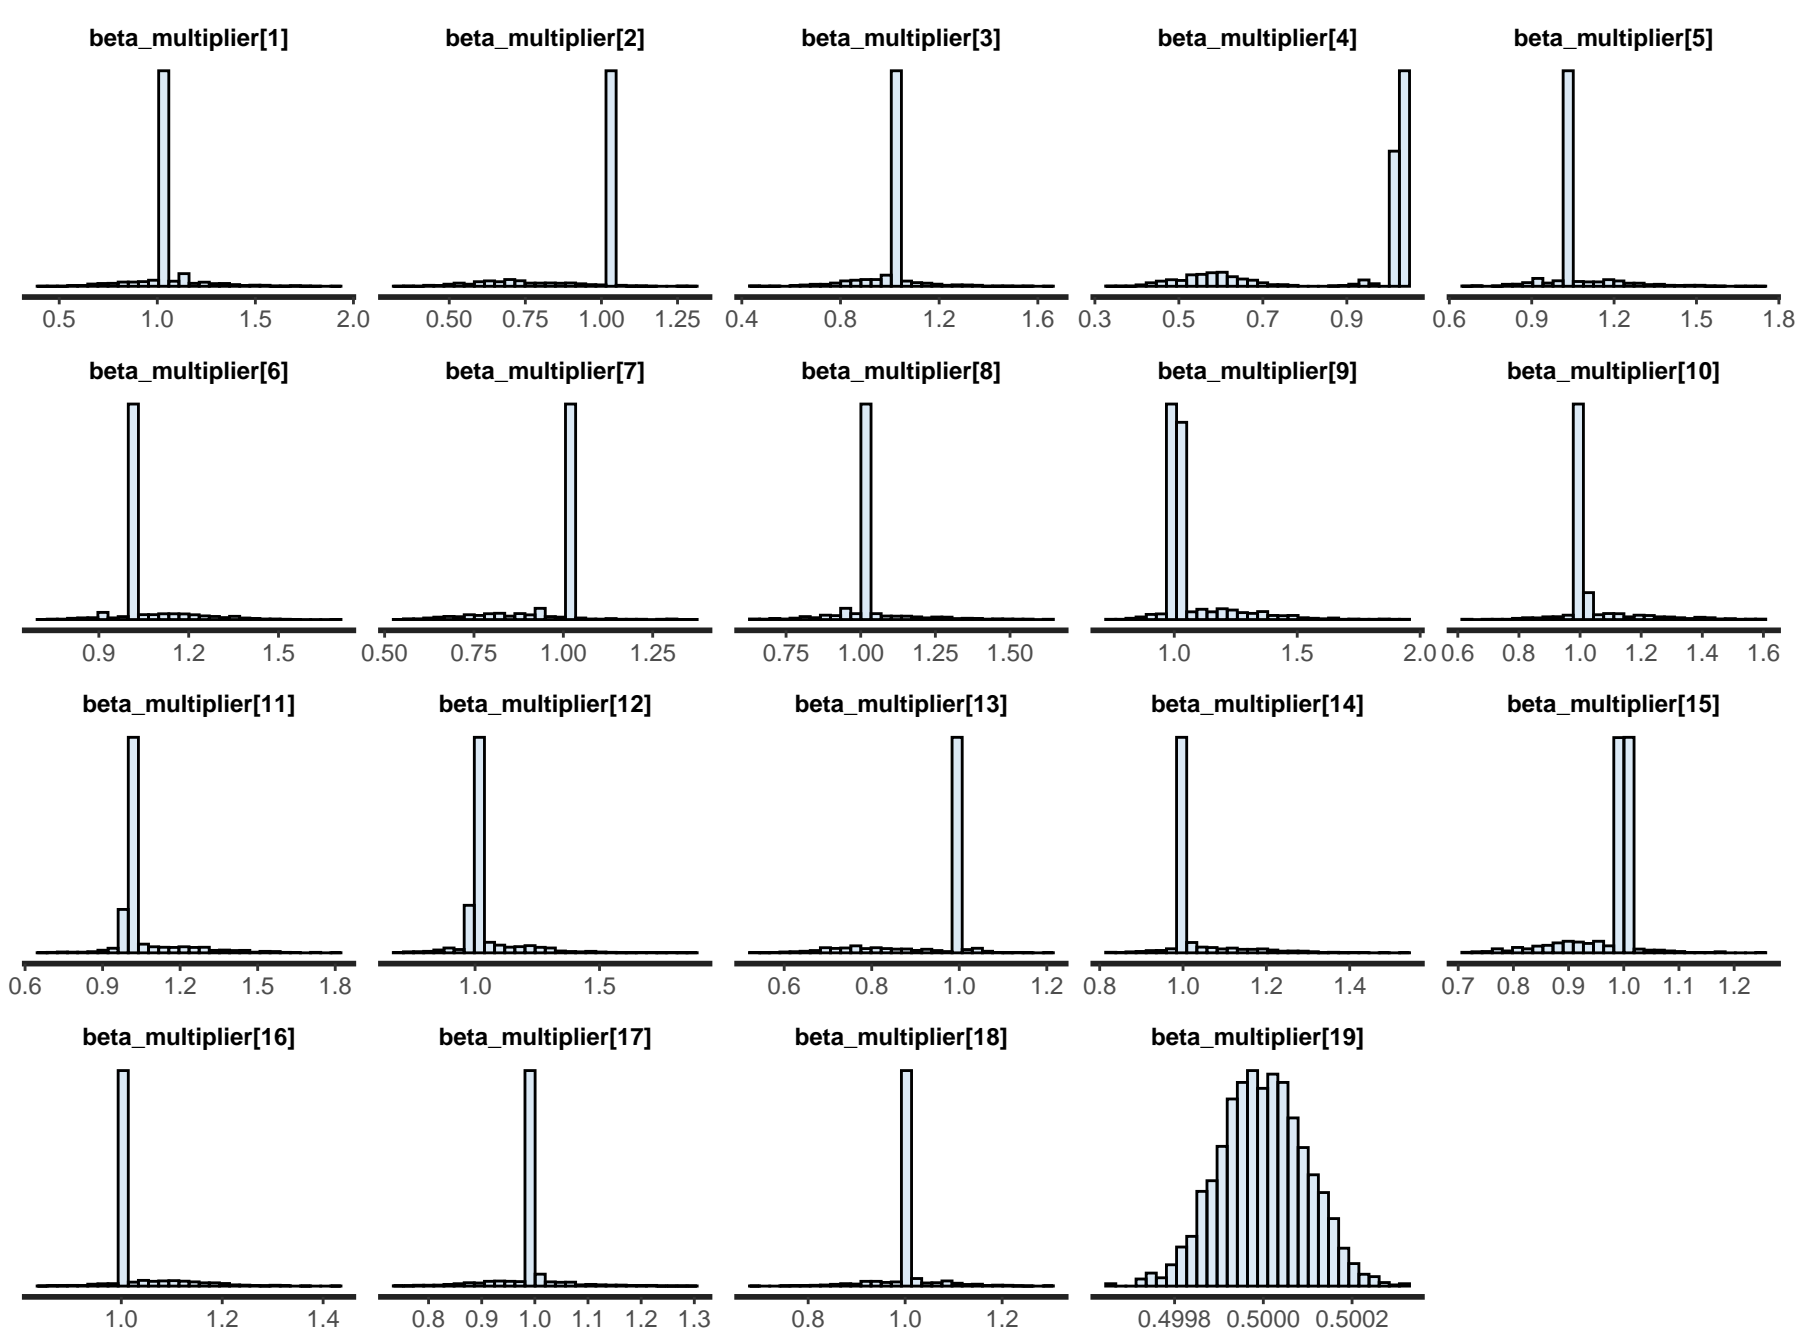 beta_multiplier[1] beta_multiplier[2] beta_multiplier[3] beta_multiplier[4] beta_multiplier[5]
0.5 1.0 1.5 2.0 0.50 0.75 1.00 1.25 0.4 0.8 1.2 1.6 0.3 0.5 0.7 0.9 0.6 0.9 1.2 1.5 1.8
beta_multiplier[6] beta_multiplier[7] beta_multiplier[8] beta_multiplier[9] beta_multiplier[10]
0.9 1.2 1.5 0.50 0.75 1.00 1.25 0.75 1.00 1.25 1.50 1.0 1.5 2.0 0.6 0.8 1.0 1.2 1.4 1.6
beta_multiplier[11] beta_multiplier[12] beta_multiplier[13] beta_multiplier[14] beta_multiplier[15]
0.6 0.9 1.2 1.5 1.8 1.0 1.5 0.6 0.8 1.0 1.2 0.8 1.0 1.2 1.4 0.7 0.8 0.9 1.0 1.1 1.2
beta_multiplier[16] beta_multiplier[17] beta_multiplier[18] beta_multiplier[19]
1.0 1.2 1.4 0.8 0.9 1.0 1.1 1.2 1.3 0.8 1.0 1.2 0.4998 0.5000 0.5002